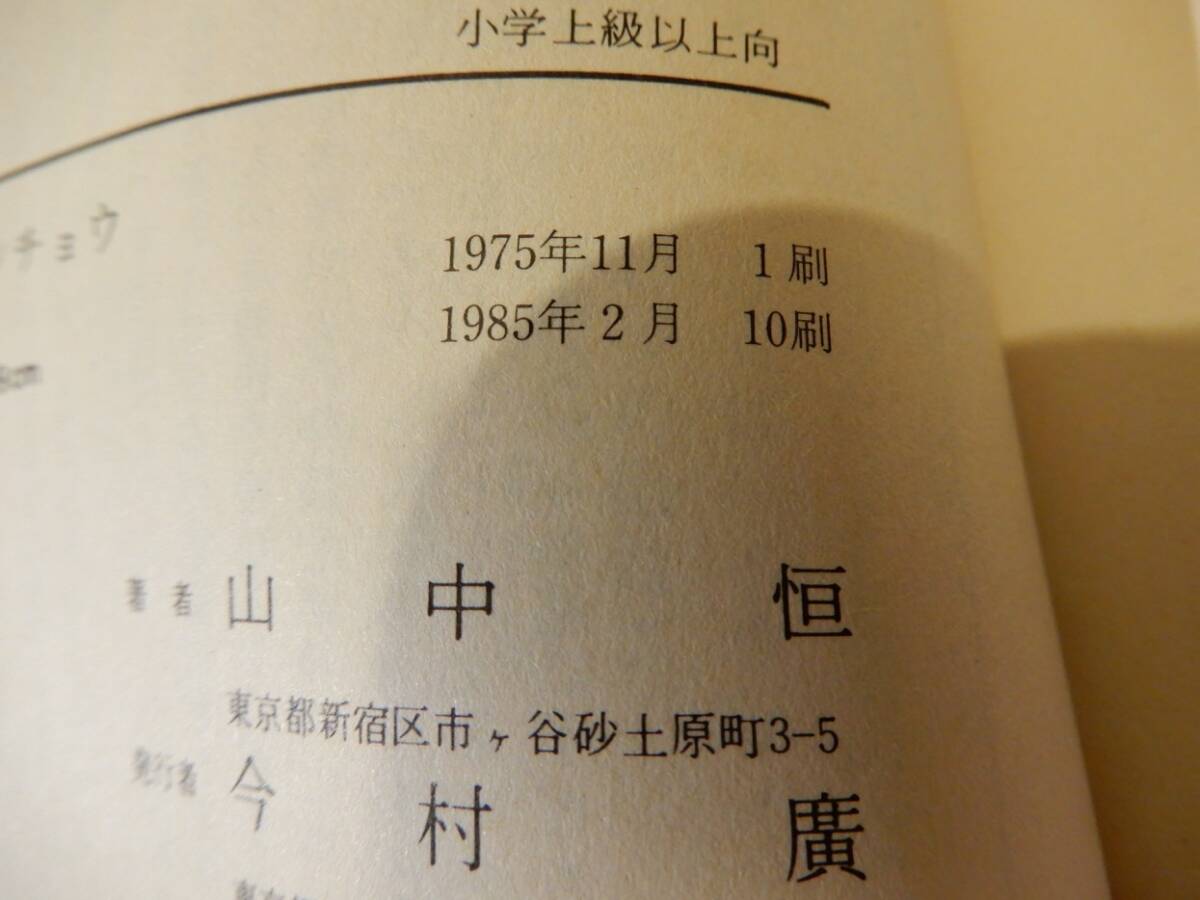 小学上級以上向
チョウ
1975年11月 1刷
1985年2月 10刷
cm
著者 山中恒
東京都新宿区市ヶ谷砂土原町3-5
発行者 今村廣